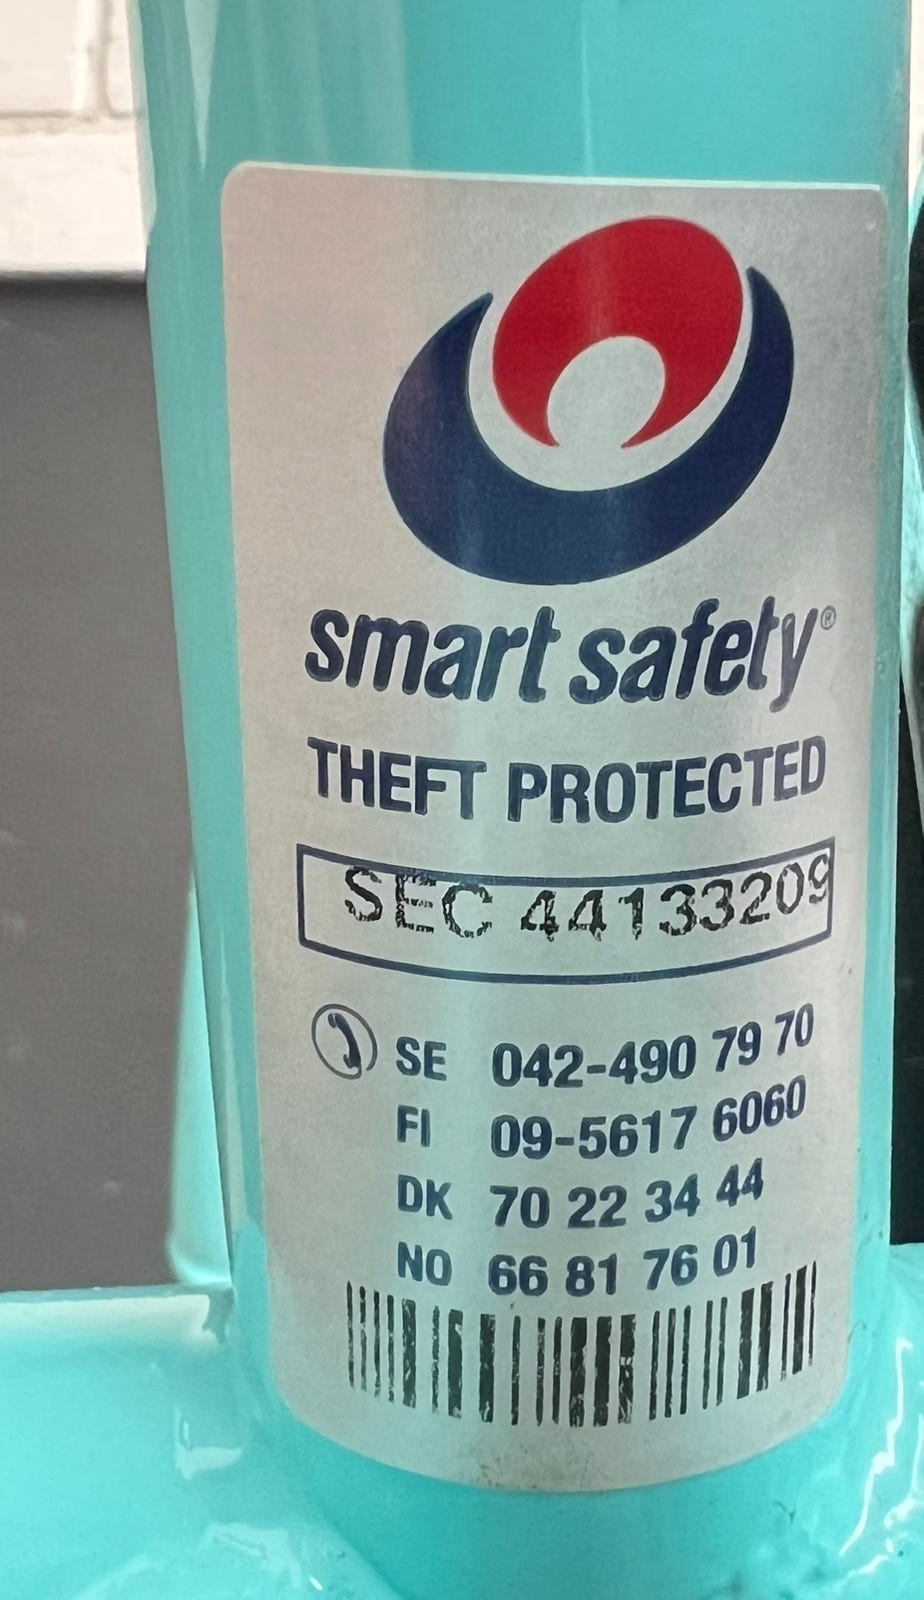 smart safety®
THEFT PROTECTED
SEC 44133209
SE 042-490 79 70
FI 09-5617 6060
DK 70 22 34 44
NO 66 81 76 01